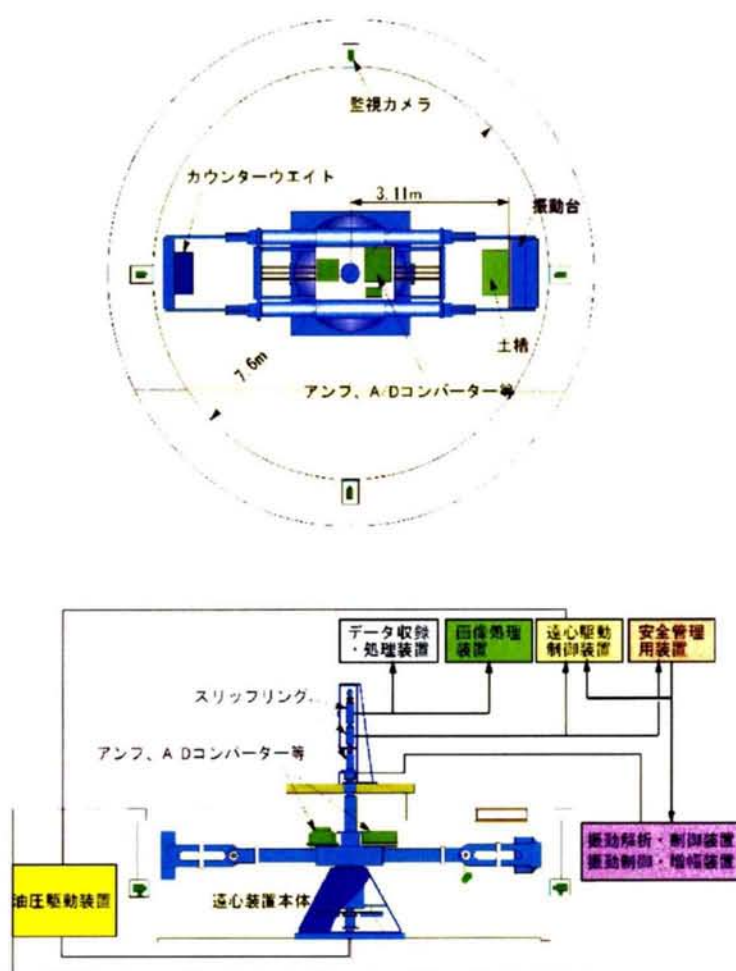 監視カメラ
カウンターウエイト
3.11m
振動台
土槽
7.6m
アンプ、A/Dコンバーター等
データ収録
・処理装置
画像処理
装置
遠心駆動
制御装置
安全管理
用装置
スリップリング
アンプ、A/Dコンバーター等
振動解析・制御装置
振動制御・増幅装置
油圧駆動装置
遠心装置本体